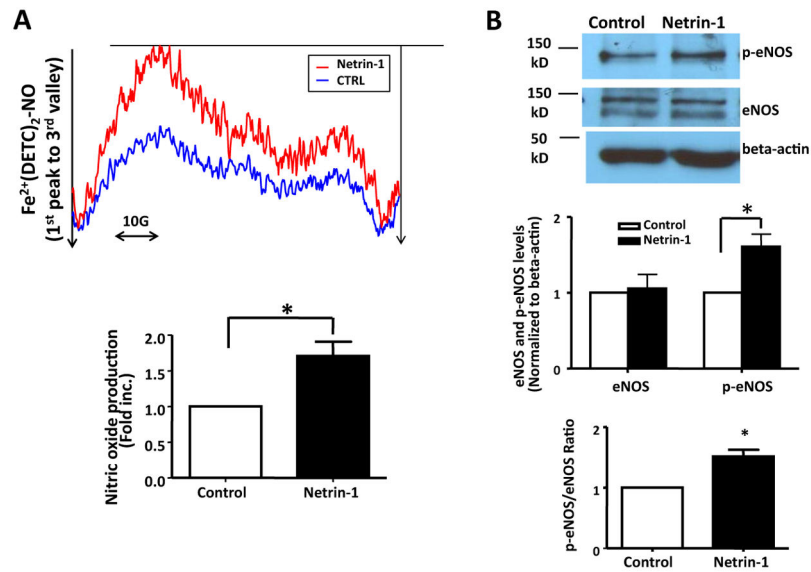 A
Netrin-1
CTRL
Fe²⁺(DETC)₂-NO
(1ˢᵗ peak to 3ʳᵈ valley)
10G
*
Nitric oxide production
(Fold inc.)
2.0
1.5
1.0
0.5
0.0
Control
Netrin-1
B
Control Netrin-1
150
kD
p-eNOS
150
kD
eNOS
50
kD
beta-actin
Control
Netrin-1
*
eNOS and p-eNOS levels
(Normalized to beta-actin)
2
1
0
eNOS
p-eNOS
*
p-eNOS/eNOS Ratio
2
1
0
Control
Netrin-1